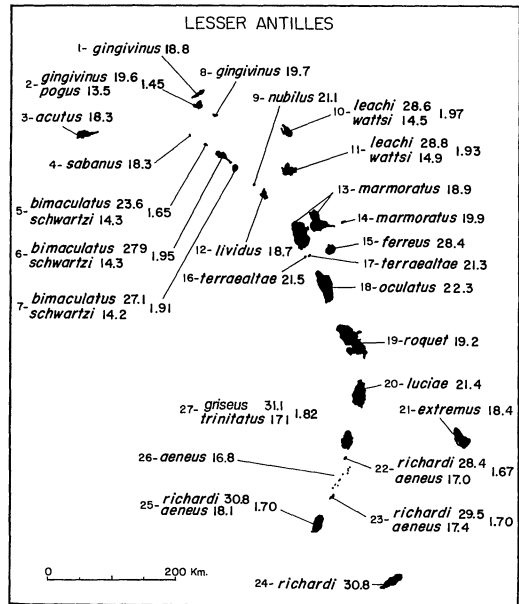 LESSER ANTILLES
1- gingivinus 18.8
2- gingivinus 19.6
pogus 13.5
1.45
8- gingivinus 19.7
3- acutus 18.3
9- nubilus 21.1
10- leachi 28.6
wattsi 14.5
1.97
4- sabanus 18.3
11- leachi 28.8
wattsi 14.9
1.93
5- bimaculatus 23.6
schwartzi 14.3
1.65
13- marmoratus 18.9
14- marmoratus 19.9
6- bimaculatus 279
schwartzi 14.3
1.95
12- lividus 18.7
15- ferreus 28.4
16- terraealtae 21.5
17- terraealtae 21.3
7- bimaculatus 27.1
schwartzi 14.2
1.91
18- oculatus 22.3
19- roquet 19.2
20- luciae 21.4
27- griseus 31.1
trinitatus 171
1.82
21- extremus 18.4
26- aeneus 16.8
22- richardi 28.4
aeneus 17.0
1.67
25- richardi 30.8
aeneus 18.1
1.70
23- richardi 29.5
aeneus 17.4
1.70
0 200 Km.
24- richardi 30.8